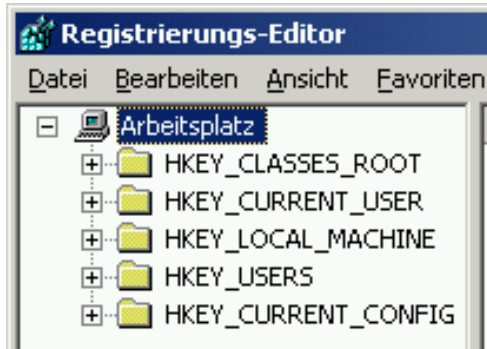 Registrierungs-Editor
Datei Bearbeiten Ansicht Favoriten
Arbeitsplatz
HKEY_CLASSES_ROOT
HKEY_CURRENT_USER
HKEY_LOCAL_MACHINE
HKEY_USERS
HKEY_CURRENT_CONFIG